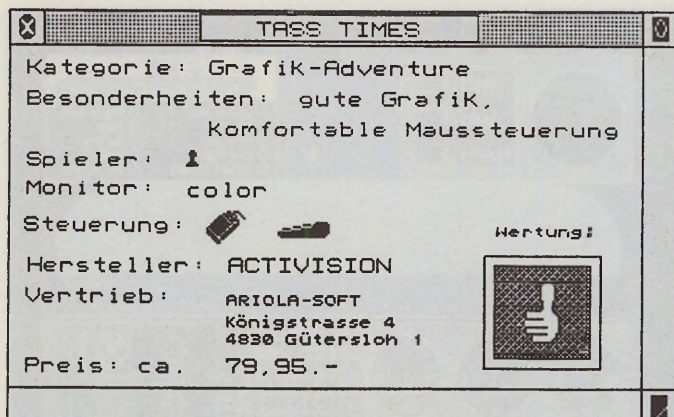 TASS TIMES
Kategorie: Grafik-Adventure
Besonderheiten: gute Grafik,
Komfortable Maussteuerung
Spieler:
Monitor: color
Steuerung:
Wertung:
Hersteller: ACTIVISION
Vertrieb: ARIOLA-SOFT
Königstrasse 4
4830 Gütersloh 1
Preis: ca. 79,95.-